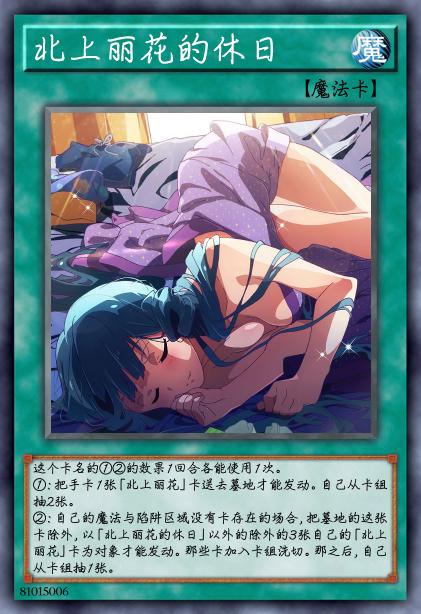 北上丽花的休日
魔
【魔法卡】
这个卡名的①②的效果1回合各能使用1次。
①：把手卡1张「北上丽花」卡送去墓地才能发动。自己从卡组
抽2张。
②：自己的魔法与陷阱区域没有卡存在的场合，把墓地的这张
卡除外，以「北上丽花的休日」以外的除外的3张自己的「北上
丽花」卡为对象才能发动。那些卡加入卡组洗切。那之后，自己
从卡组抽1张。
81015006